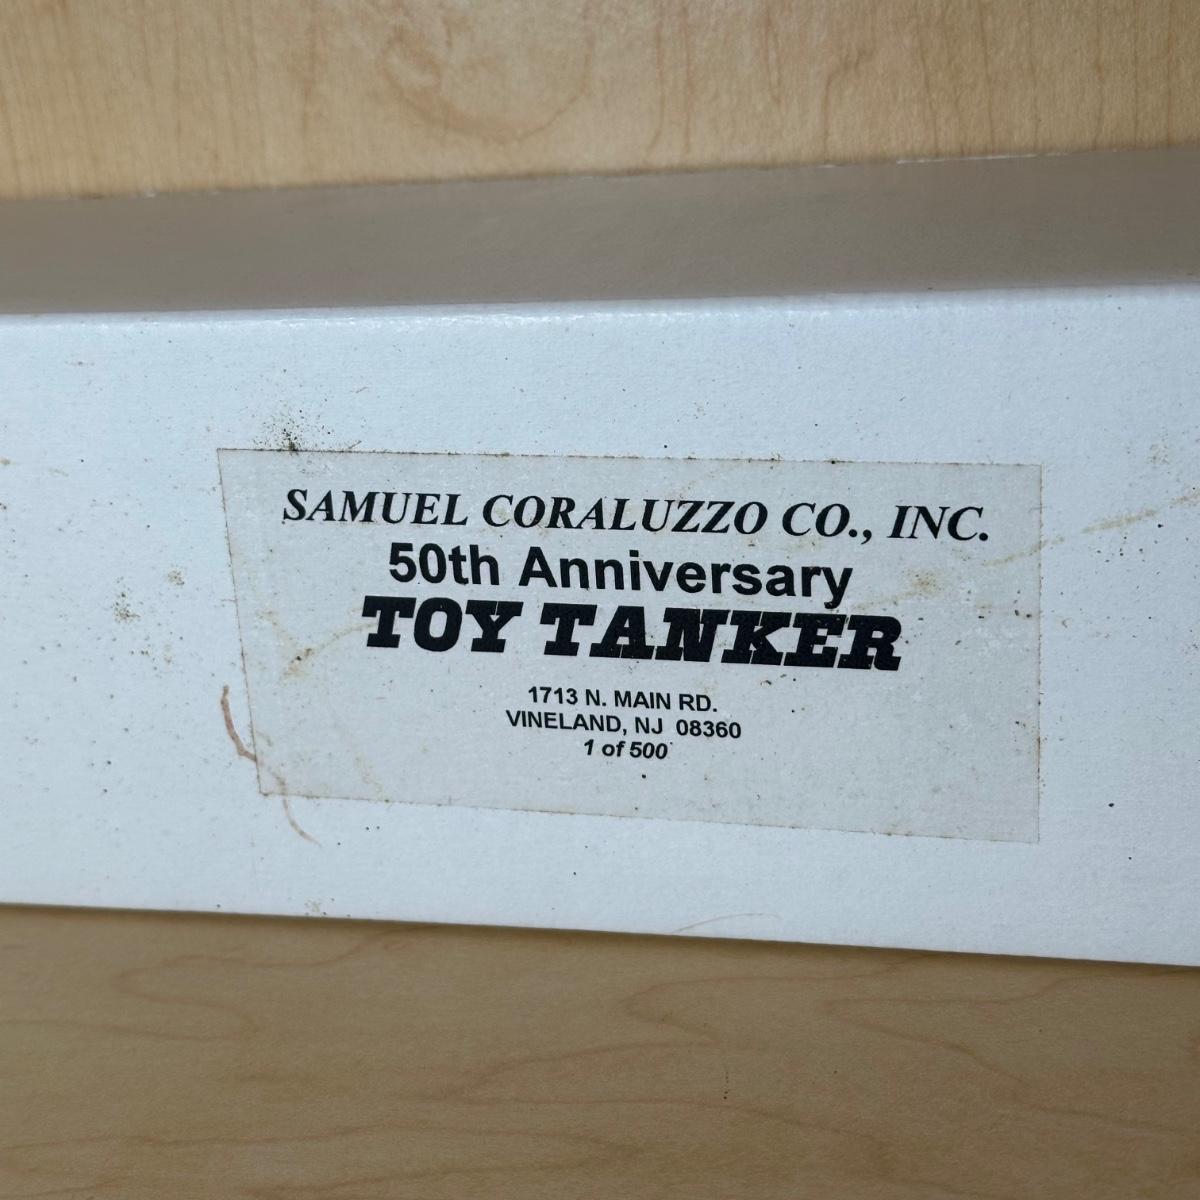 SAMUEL CORALUZZO CO., INC.
50th Anniversary
TOY TANKER
1713 N. MAIN RD.
VINELAND, NJ 08360
1 of 500